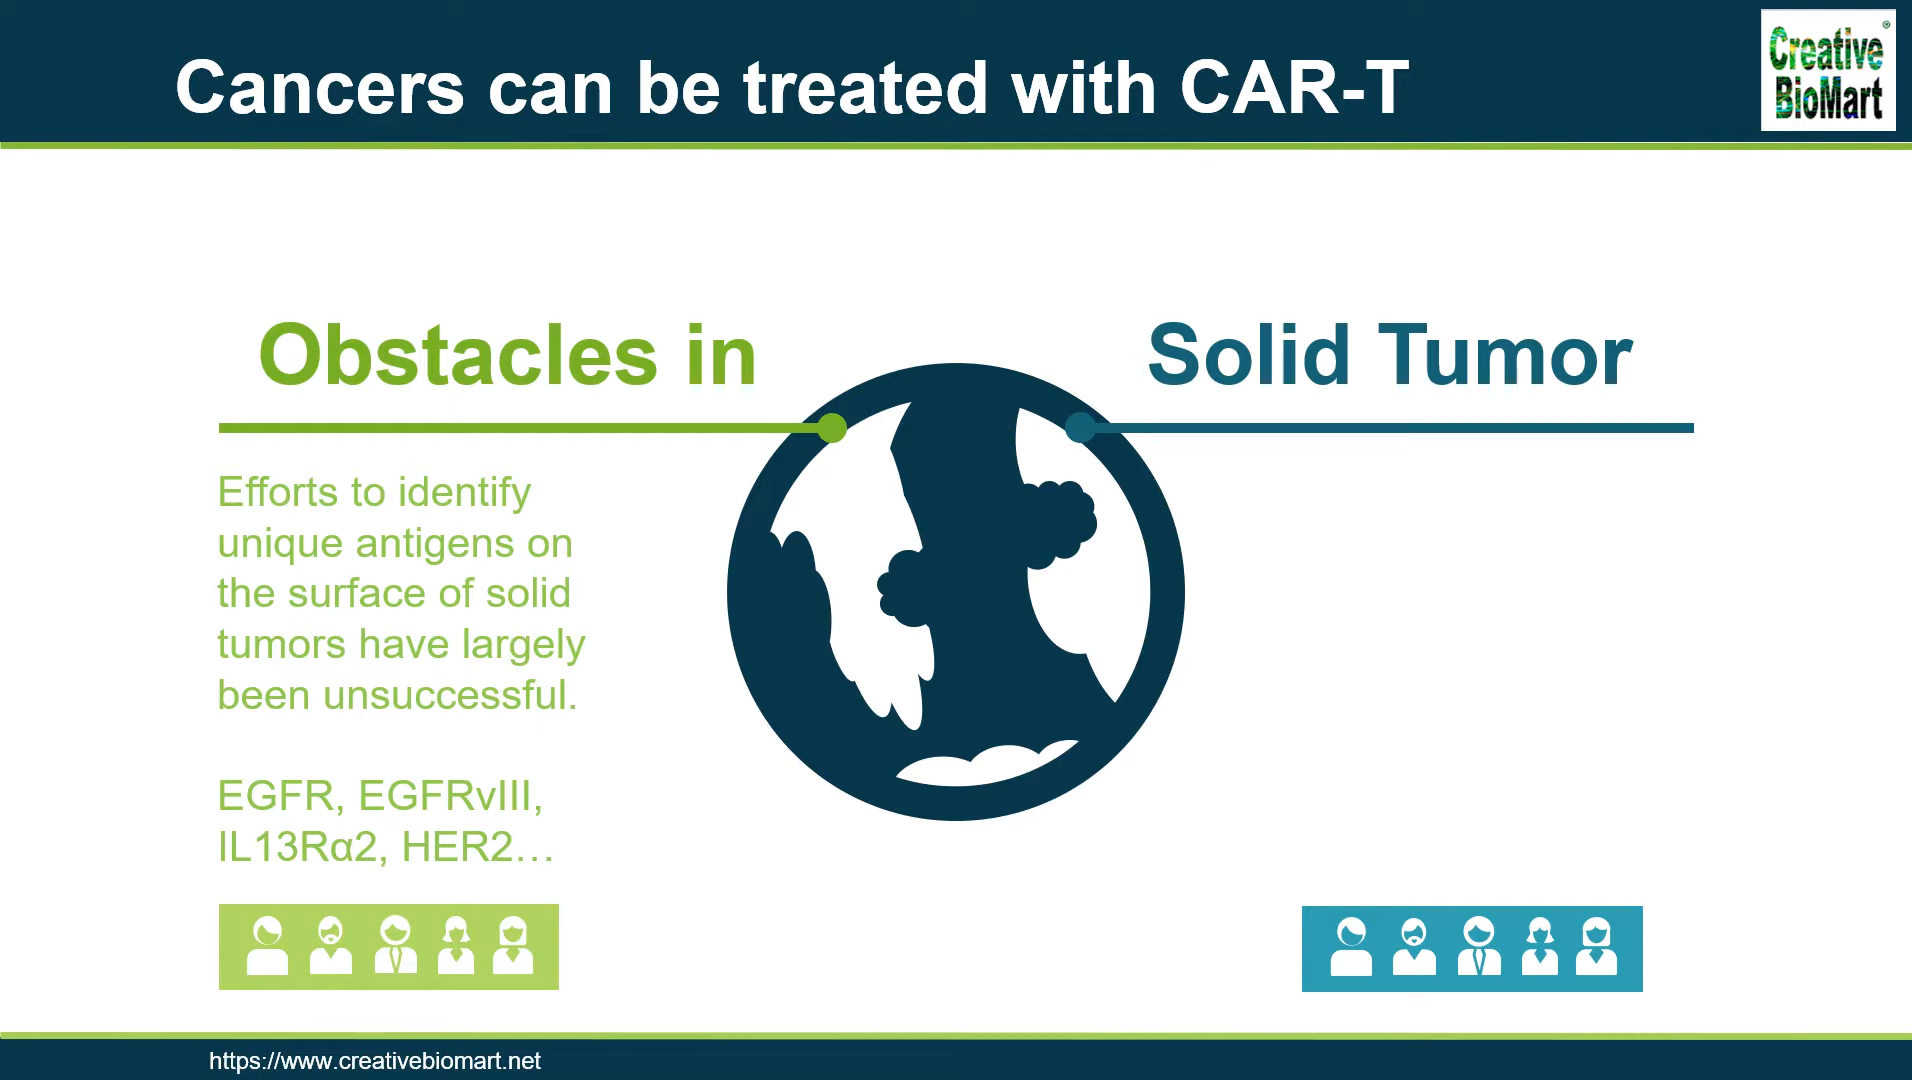 Cancers can be treated with CAR-T
Creative®
BioMart
Obstacles in
Solid Tumor
Efforts to identify
unique antigens on
the surface of solid
tumors have largely
been unsuccessful.
EGFR, EGFRvIII,
IL13Rα2, HER2…
https://www.creativebiomart.net